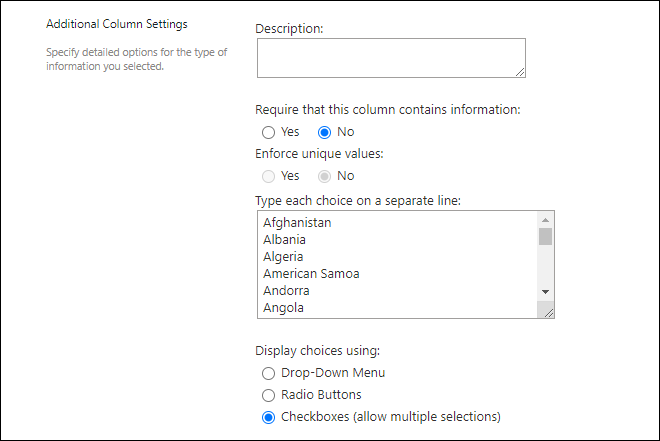 Additional Column Settings
Specify detailed options for the type of
information you selected.
Description:
Require that this column contains information:
Yes No
Enforce unique values:
Yes No
Type each choice on a separate line:
Afghanistan
Albania
Algeria
American Samoa
Andorra
Angola
Display choices using:
Drop-Down Menu
Radio Buttons
Checkboxes (allow multiple selections)